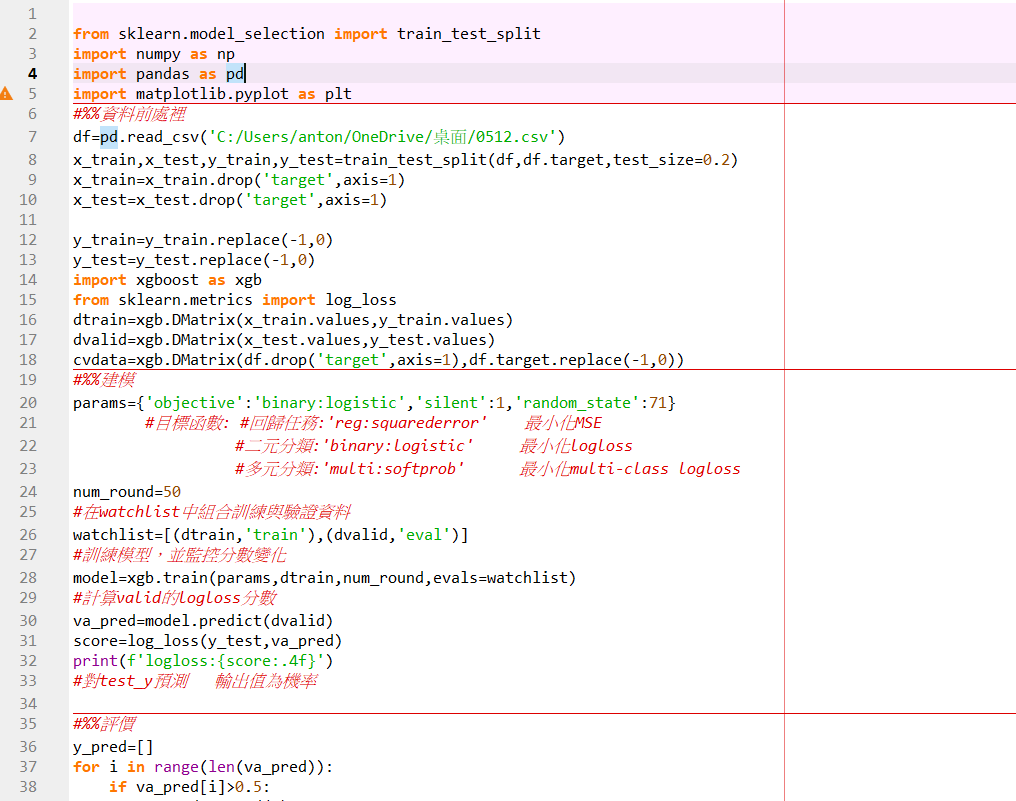 1
2 from sklearn.model_selection import train_test_split
3 import numpy as np
4 import pandas as pd
5 import matplotlib.pyplot as plt
6 #%%資料前處裡
7 df=pd.read_csv('C:/Users/anton/OneDrive/桌面/0512.csv')
8 x_train,x_test,y_train,y_test=train_test_split(df,df.target,test_size=0.2)
9 x_train=x_train.drop('target',axis=1)
10 x_test=x_test.drop('target',axis=1)
11
12 y_train=y_train.replace(-1,0)
13 y_test=y_test.replace(-1,0)
14 import xgboost as xgb
15 from sklearn.metrics import log_loss
16 dtrain=xgb.DMatrix(x_train.values,y_train.values)
17 dvalid=xgb.DMatrix(x_test.values,y_test.values)
18 cvdata=xgb.DMatrix(df.drop('target',axis=1),df.target.replace(-1,0))
19 #%%建模
20 params={'objective':'binary:logistic','silent':1,'random_state':71}
21 #目標函數: #回歸任務:'reg:squarederror' 最小化MSE
22 #二元分類:'binary:logistic' 最小化logloss
23 #多元分類:'multi:softprob' 最小化multi-class logloss
24 num_round=50
25 #在watchlist中組合訓練與驗證資料
26 watchlist=[(dtrain,'train'),(dvalid,'eval')]
27 #訓練模型，並監控分數變化
28 model=xgb.train(params,dtrain,num_round,evals=watchlist)
29 #計算valid的logloss分數
30 va_pred=model.predict(dvalid)
31 score=log_loss(y_test,va_pred)
32 print(f'logloss:{score:.4f}')
33 #對test_y預測 輸出值為機率
34
35 #%%評價
36 y_pred=[]
37 for i in range(len(va_pred)):
38 if va_pred[i]>0.5: